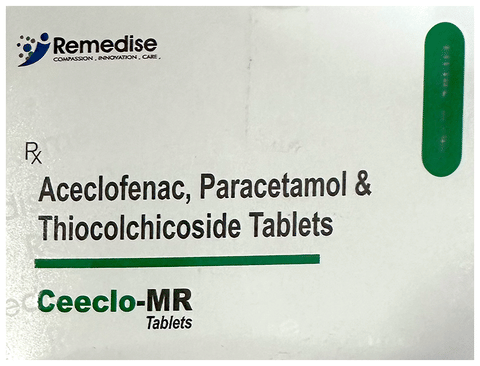 Remedise
COMPASSION . INNOVATION . CARE .
Rx
Aceclofenac, Paracetamol &
Thiocolchicoside Tablets
Ceeclo-MR
Tablets